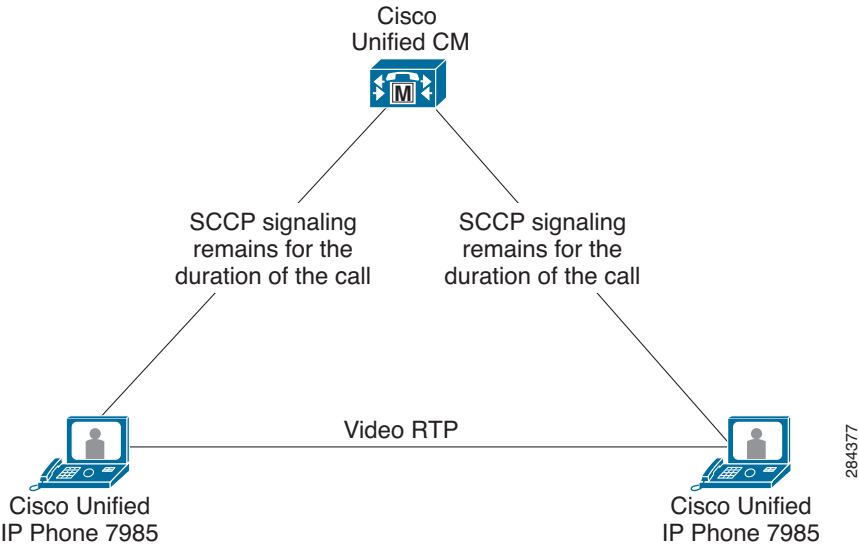 Cisco
Unified CM
M
SCCP signaling
remains for the
duration of the call
SCCP signaling
remains for the
duration of the call
Video RTP
Cisco Unified
IP Phone 7985
Cisco Unified
IP Phone 7985
284377